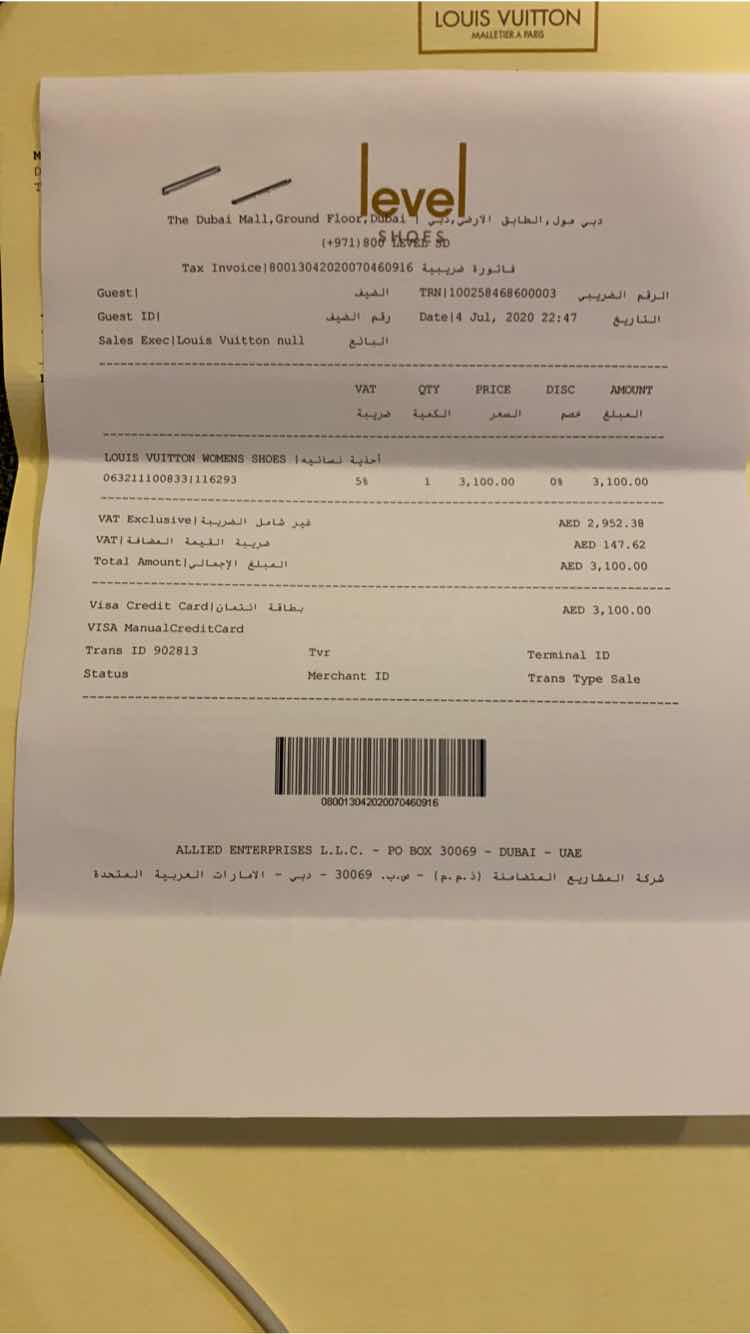 LOUIS VUITTON
MALLETIER A PARIS
level
SHOES
The Dubai Mall,Ground Floor,Dubai | دبي مول,الطابق الارضي,دبي
(+971)800 LEVEL SD
Tax Invoice|80013042020070460916 فاتورة ضريبية
Guest| الضيف TRN|100258468600003 الرقم الضريبي
Guest ID| رقم الضيف Date|4 Jul, 2020 22:47 التاريخ
Sales Exec|Louis Vuitton null البائع
VAT QTY PRICE DISC AMOUNT
ضريبة الكمية السعر خصم المبلغ
LOUIS VUITTON WOMENS SHOES |أحذية نسائيه
063211100833|116293 5% 1 3,100.00 0% 3,100.00
VAT Exclusive|غير شامل الضريبة AED 2,952.38
VAT|ضريبة القيمة المضافة AED 147.62
Total Amount|المبلغ الإجمالي AED 3,100.00
Visa Credit Card|بطاقة ائتمان AED 3,100.00
VISA ManualCreditCard
Trans ID 902813 Tvr Terminal ID
Status Merchant ID Trans Type Sale
080013042020070460916
ALLIED ENTERPRISES L.L.C. - PO BOX 30069 - DUBAI - UAE
شركة المشاريع المتضامنة (ذ.م.م) - ص.ب. 30069 - دبي - الامارات العربية المتحدة